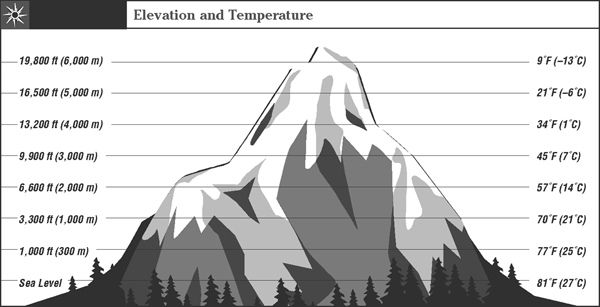 Elevation and Temperature
19,800 ft (6,000 m) 9°F (–13°C)
16,500 ft (5,000 m) 21°F (–6°C)
13,200 ft (4,000 m) 34°F (1°C)
9,900 ft (3,000 m) 45°F (7°C)
6,600 ft (2,000 m) 57°F (14°C)
3,300 ft (1,000 m) 70°F (21°C)
1,000 ft (300 m) 77°F (25°C)
Sea Level 81°F (27°C)